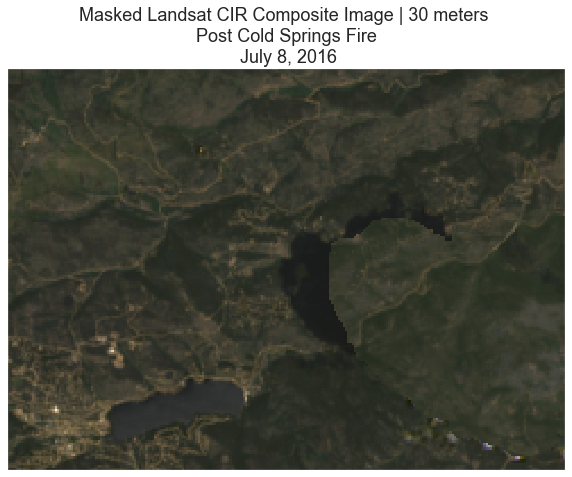 Masked Landsat CIR Composite Image | 30 meters
Post Cold Springs Fire
July 8, 2016